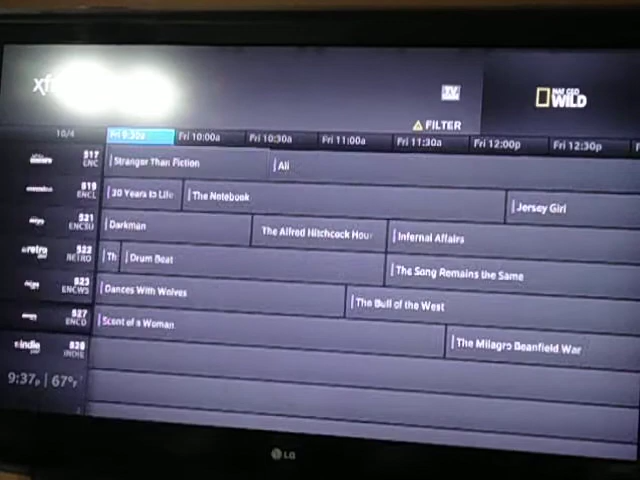 xfi
TV
NAT GEO WILD
FILTER
10/4 Fri 9:30a Fri 10:00a Fri 10:30a Fri 11:00a Fri 11:30a Fri 12:00p Fri 12:30p
517 ENC Stranger Than Fiction Ali
519 ENCL 30 Years to Life The Notebook Jersey Girl
521 ENCSU Darkman The Alfred Hitchcock Hour Infernal Affairs
retro 522 RETRO Th Drum Beat The Song Remains the Same
523 ENCWS Dances With Wolves The Bull of the West
527 ENCD Scent of a Woman The Milagro Beanfield War
indie 528 INDIE
9:37p | 67°F
LG